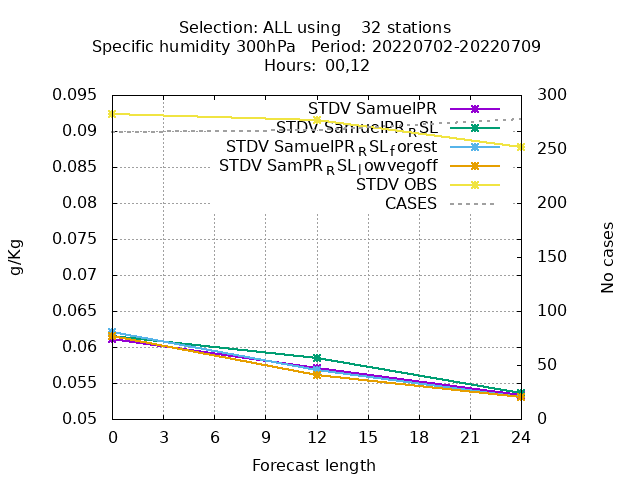 Selection: ALL using    32 stations
Specific humidity 300hPa   Period: 20220702-20220709
Hours: 00,12
0.095
0.09
0.085
0.08
0.075
0.07
0.065
0.06
0.055
0.05
g/Kg
STDV SamuelPR
STDV SamuelPR_RSL
STDV SamuelPR_RSL_forest
STDV SamPR_RSL_lowvegoff
STDV OBS
CASES
300
250
200
150
100
50
0
No cases
0 3 6 9 12 15 18 21 24
Forecast length